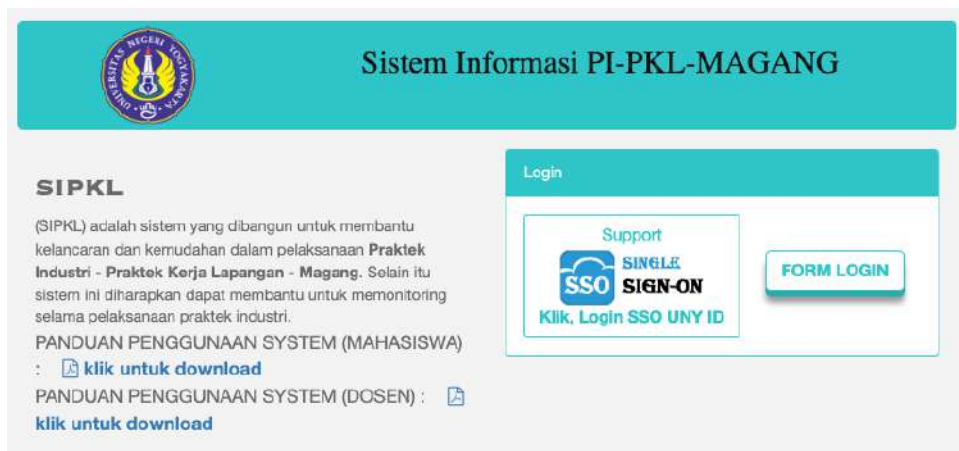 UNIVERSITAS NEGERI YOGYAKARTA
Sistem Informasi PI-PKL-MAGANG
SIPKL
(SIPKL) adalah sistem yang dibangun untuk membantu
kelancaran dan kemudahan dalam pelaksanaan Praktek
Industri - Praktek Kerja Lapangan - Magang. Selain itu
sistem ini diharapkan dapat membantu untuk memonitoring
selama pelaksanaan praktek industri.
PANDUAN PENGGUNAAN SYSTEM (MAHASISWA)
: klik untuk download
PANDUAN PENGGUNAAN SYSTEM (DOSEN) :
klik untuk download
Login
Support
SSO SINGLE
SIGN-ON
Klik, Login SSO UNY ID
FORM LOGIN